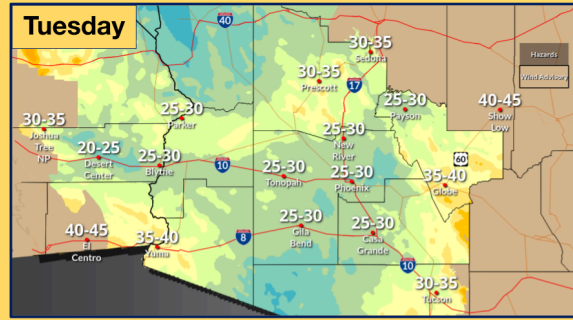 Tuesday
40
30-35
Sedona
Hazards
Wind Advisory
30-35
Prescott
17
25-30
Parker
25-30
Payson
40-45
Show
Low
30-35
Joshua
Tree
NP
20-25
Desert
Center
25-30
Blythe
10
25-30
New
River
60
25-30
Tonopah
25-30
Phoenix
35-40
Globe
40-45
El
Centro
35-40
Yuma
8
25-30
Gila
Bend
25-30
Casa
Grande
10
30-35
Tucson